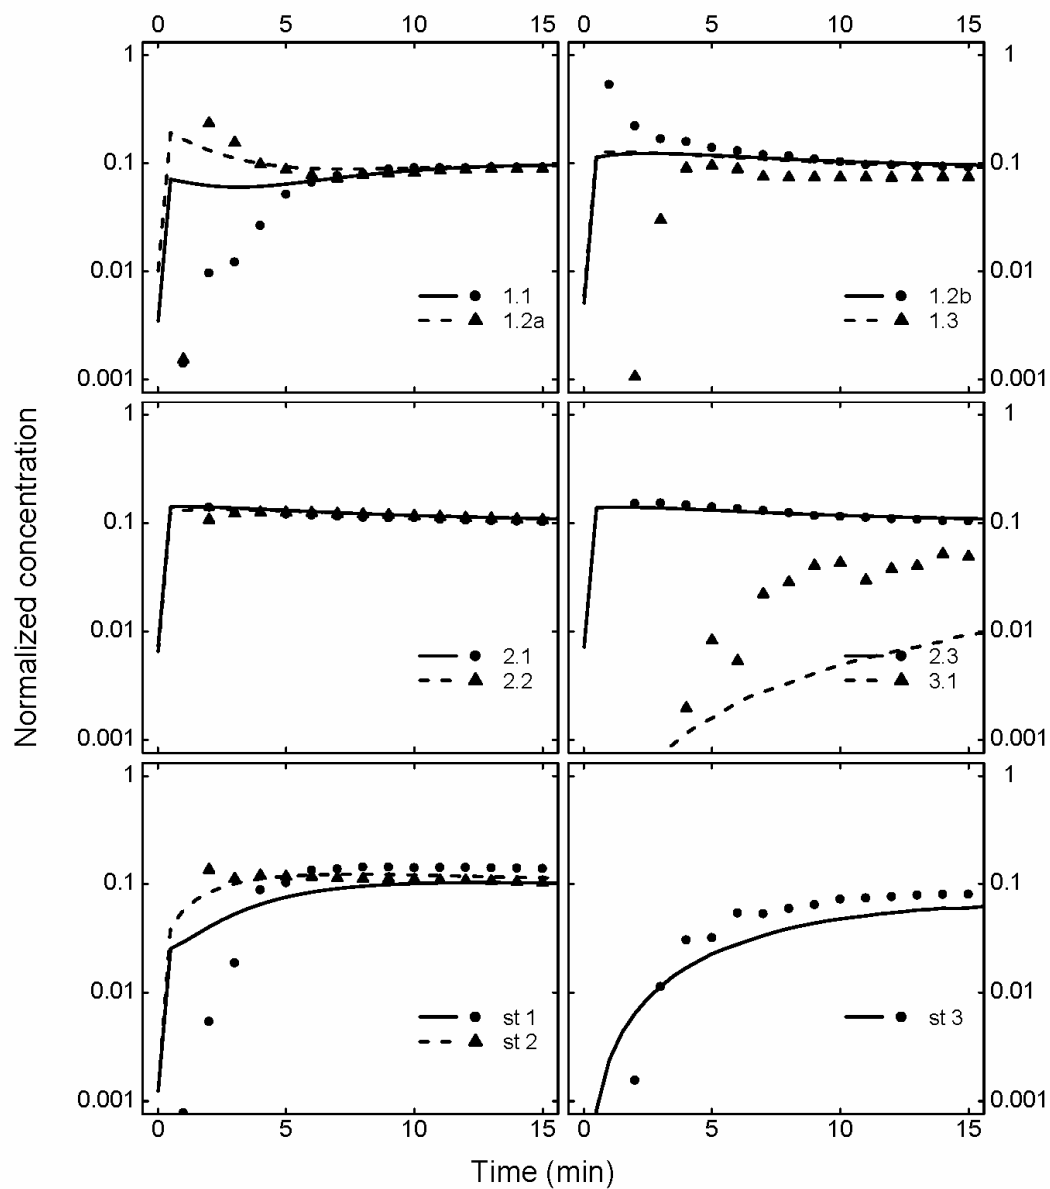 0 5 10 15 0 5 10 15
1 1
0.1 0.1
0.01 0.01
1.1 1.2b
1.2a 1.3
0.001 0.001
1 1
0.1 0.1
0.01 0.01
2.1 2.3
2.2 3.1
0.001 0.001
1 1
0.1 0.1
0.01 0.01
st 1 st 3
st 2
0.001 0.001
0 5 10 15 0 5 10 15
Normalized concentration
Time (min)